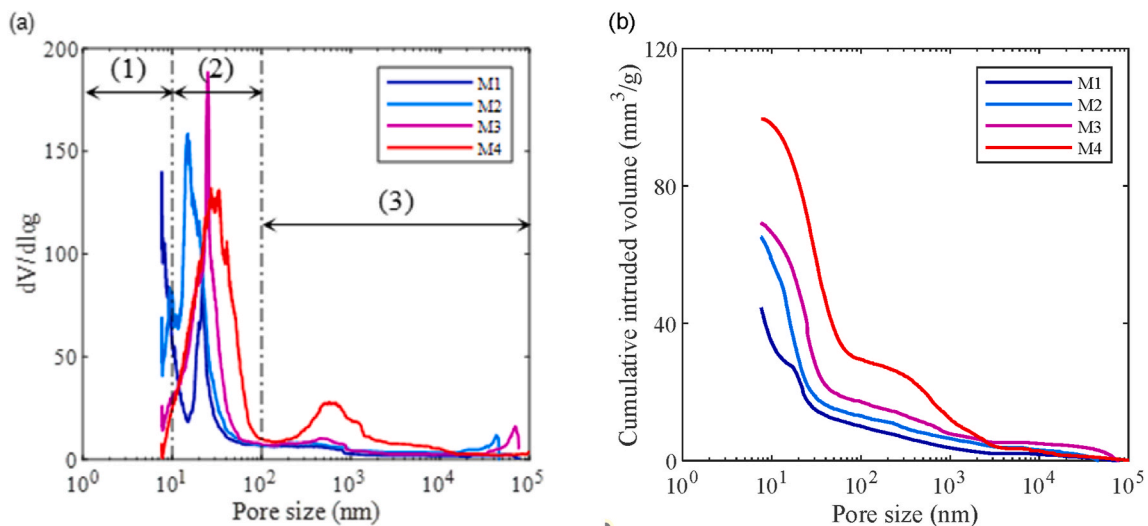 (a)
200
150
100
50
0
dV/dlog
(1)
(2)
(3)
M1
M2
M3
M4
10^0 10^1 10^2 10^3 10^4 10^5
Pore size (nm)
(b)
120
80
40
0
Cumulative intruded volume (mm^3/g)
M1
M2
M3
M4
10^0 10^1 10^2 10^3 10^4 10^5
Pore size (nm)